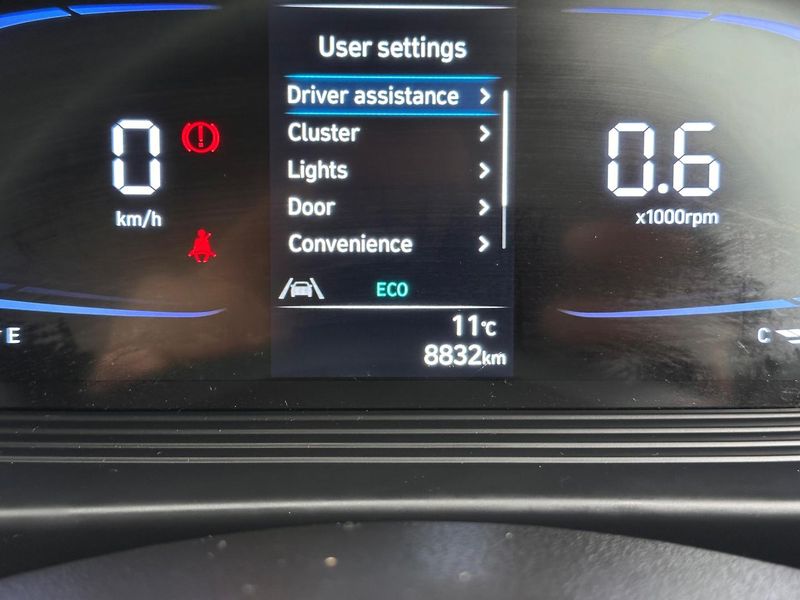 User settings
Driver assistance
Cluster
Lights
Door
Convenience
0
km/h
0.6
x1000rpm
ECO
E
C
11°C
8832km